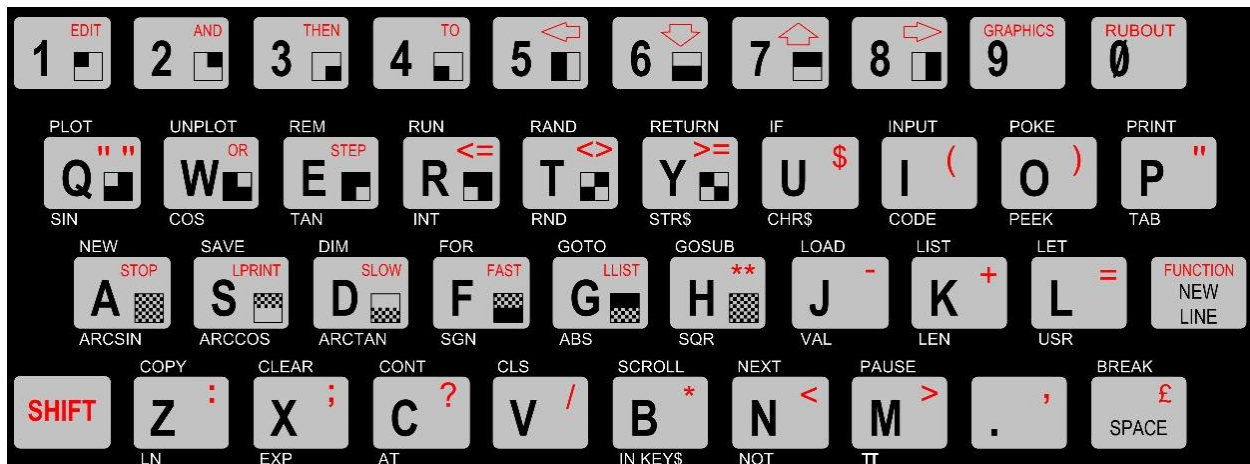 EDIT AND THEN TO GRAPHICS RUBOUT
1 2 3 4 5 6 7 8 9 0
PLOT UNPLOT REM RUN RAND RETURN IF INPUT POKE PRINT
" " OR STEP <= <> >= $ ( ) "
Q W E R T Y U I O P
SIN COS TAN INT RND STR$ CHR$ CODE PEEK TAB
NEW SAVE DIM FOR GOTO GOSUB LOAD LIST LET
STOP LPRINT SLOW FAST LLIST ** - + = FUNCTION
A S D F G H J K L NEW
LINE
ARCSIN ARCCOS ARCTAN SGN ABS SQR VAL LEN USR
COPY CLEAR CONT CLS SCROLL NEXT PAUSE BREAK
: ; ? / * < > , £
SHIFT Z X C V B N M . SPACE
LN EXP AT IN KEY$ NOT π